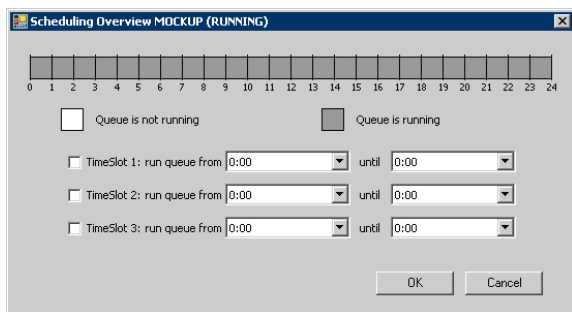 Scheduling Overview MOCKUP (RUNNING)
0 1 2 3 4 5 6 7 8 9 10 11 12 13 14 15 16 17 18 19 20 21 22 23 24
Queue is not running Queue is running
TimeSlot 1: run queue from 0:00 until 0:00
TimeSlot 2: run queue from 0:00 until 0:00
TimeSlot 3: run queue from 0:00 until 0:00
OK Cancel